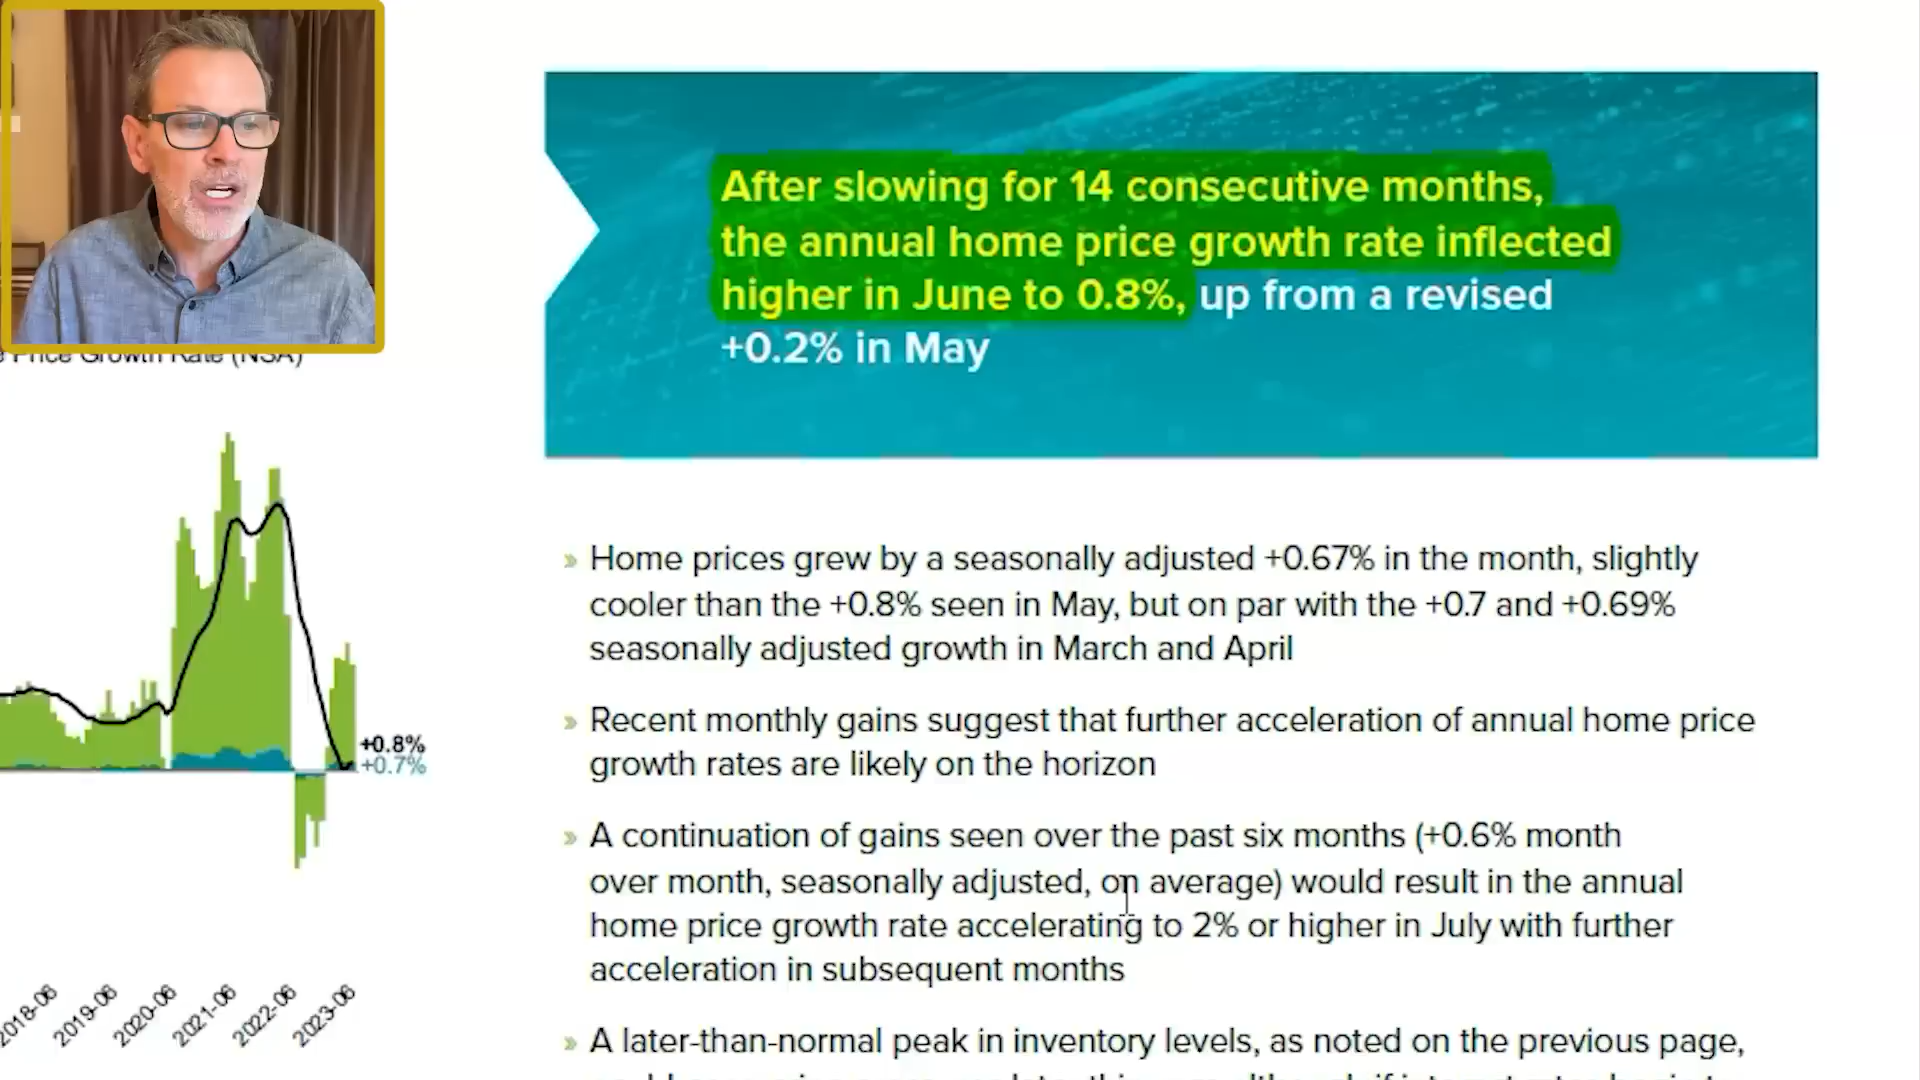 After slowing for 14 consecutive months,
the annual home price growth rate inflected
higher in June to 0.8%, up from a revised
+0.2% in May
Price Growth Rate (NSA)
+0.8%
+0.7%
2018-06
2019-06
2020-06
2021-06
2022-06
2023-06
» Home prices grew by a seasonally adjusted +0.67% in the month, slightly
cooler than the +0.8% seen in May, but on par with the +0.7 and +0.69%
seasonally adjusted growth in March and April
» Recent monthly gains suggest that further acceleration of annual home price
growth rates are likely on the horizon
» A continuation of gains seen over the past six months (+0.6% month
over month, seasonally adjusted, on average) would result in the annual
home price growth rate accelerating to 2% or higher in July with further
acceleration in subsequent months
» A later-than-normal peak in inventory levels, as noted on the previous page,